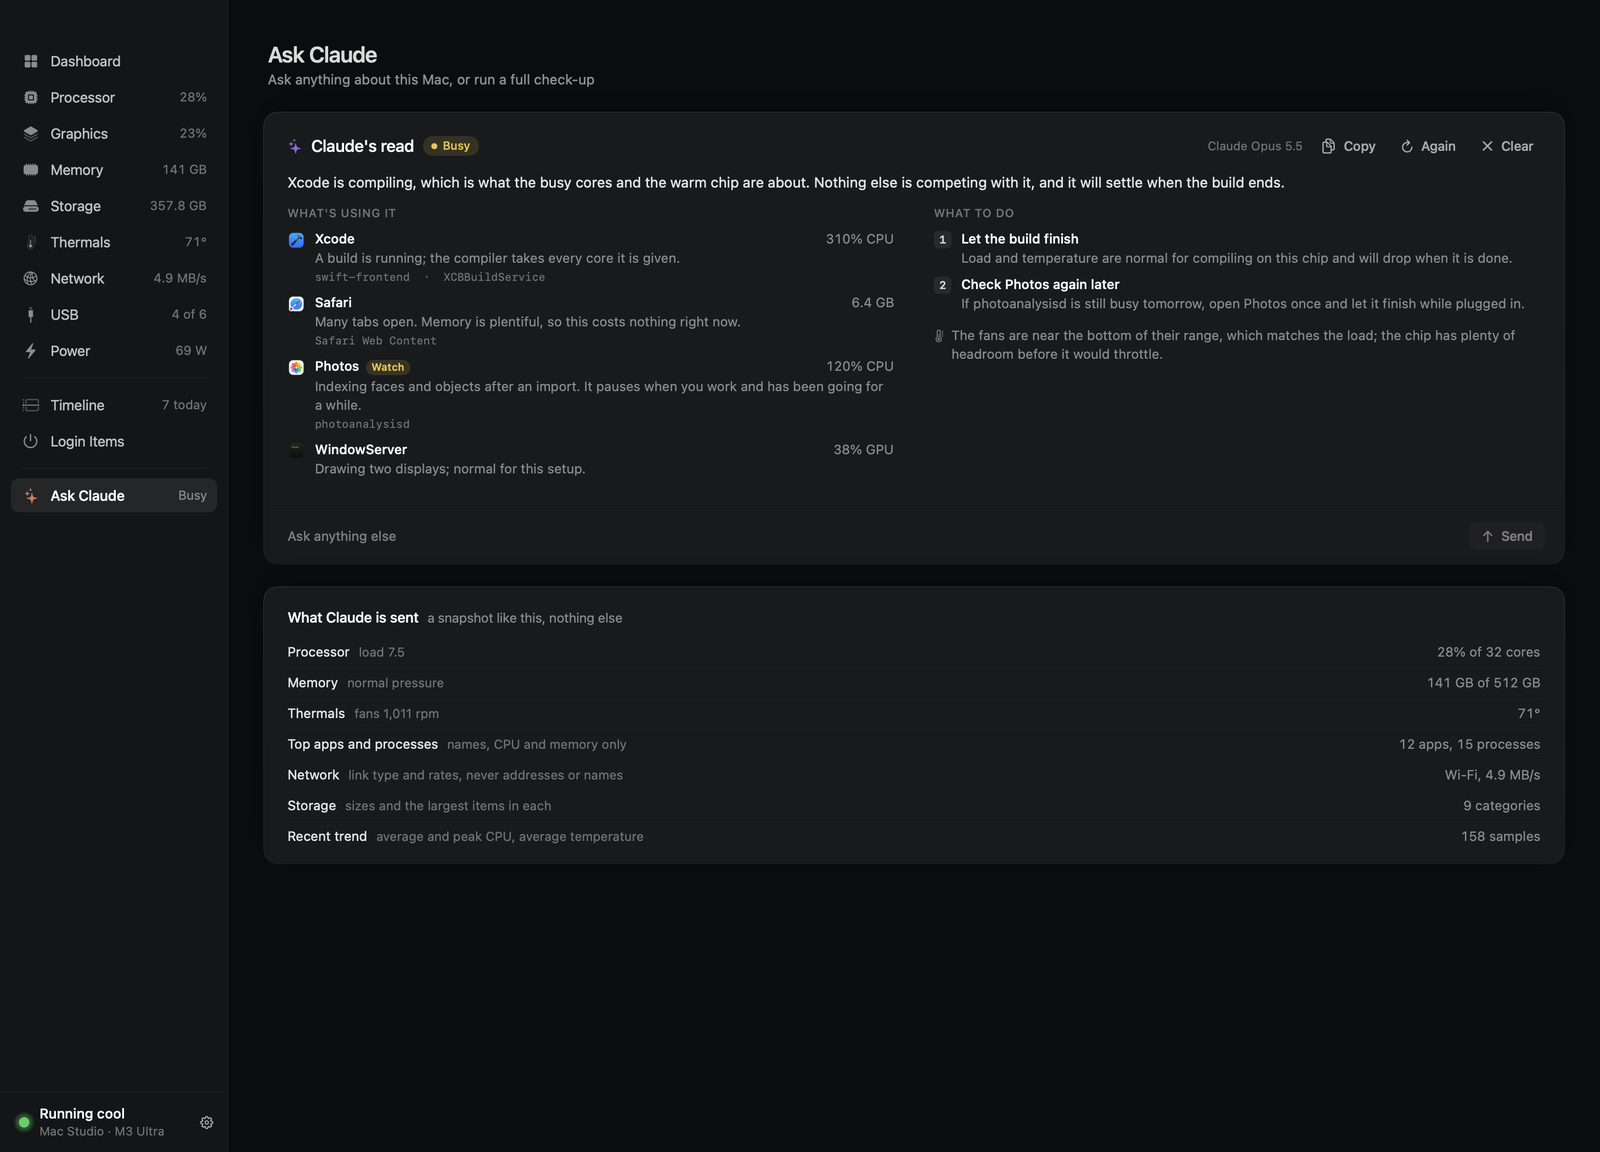 Dashboard
Processor 28%
Graphics 23%
Memory 141 GB
Storage 357.8 GB
Thermals 71°
Network 4.9 MB/s
USB 4 of 6
Power 69 W
Timeline 7 today
Login Items
Ask Claude Busy
Running cool
Mac Studio · M3 Ultra
Ask Claude
Ask anything about this Mac, or run a full check-up
Claude's read Busy
Claude Opus 5.5 Copy Again Clear
Xcode is compiling, which is what the busy cores and the warm chip are about. Nothing else is competing with it, and it will settle when the build ends.
WHAT'S USING IT
Xcode 310% CPU
A build is running; the compiler takes every core it is given.
swift-frontend · XCBBuildService
Safari 6.4 GB
Many tabs open. Memory is plentiful, so this costs nothing right now.
Safari Web Content
Photos Watch 120% CPU
Indexing faces and objects after an import. It pauses when you work and has been going for
a while.
photoanalysisd
WindowServer 38% GPU
Drawing two displays; normal for this setup.
WHAT TO DO
1 Let the build finish
Load and temperature are normal for compiling on this chip and will drop when it is done.
2 Check Photos again later
If photoanalysisd is still busy tomorrow, open Photos once and let it finish while plugged in.
The fans are near the bottom of their range, which matches the load; the chip has plenty of
headroom before it would throttle.
Ask anything else Send
What Claude is sent a snapshot like this, nothing else
Processor load 7.5 28% of 32 cores
Memory normal pressure 141 GB of 512 GB
Thermals fans 1,011 rpm 71°
Top apps and processes names, CPU and memory only 12 apps, 15 processes
Network link type and rates, never addresses or names Wi-Fi, 4.9 MB/s
Storage sizes and the largest items in each 9 categories
Recent trend average and peak CPU, average temperature 158 samples